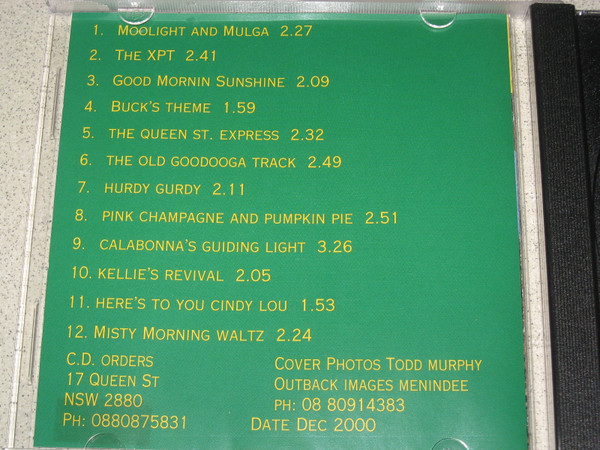 1. Moolight and Mulga 2.27
2. The XPT 2.41
3. Good Mornin Sunshine 2.09
4. Buck's theme 1.59
5. the queen st. express 2.32
6. the old goodooga track 2.49
7. hurdy gurdy 2.11
8. pink champagne and pumpkin pie 2.51
9. calabonna's guiding light 3.26
10. kellie's revival 2.05
11. here's to you cindy lou 1.53
12. Misty Morning waltz 2.24
C.D. orders
17 Queen St
NSW 2880
Ph: 0880875831
Cover Photos Todd murphy
Outback images menindee
ph: 08 80914383
Date Dec 2000